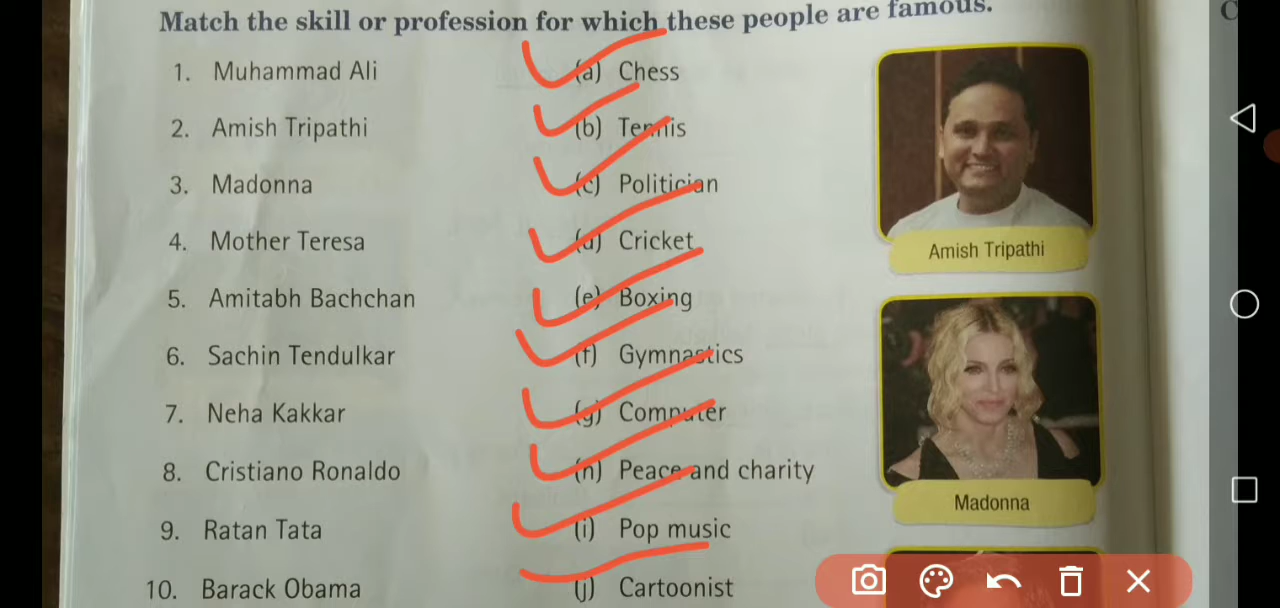 Match the skill or profession for which these people are famous.
1. Muhammad Ali (a) Chess
2. Amish Tripathi (b) Tennis
3. Madonna (c) Politician
4. Mother Teresa (d) Cricket
5. Amitabh Bachchan (e) Boxing
6. Sachin Tendulkar (f) Gymnastics
7. Neha Kakkar (g) Computer
8. Cristiano Ronaldo (h) Peace and charity
9. Ratan Tata (i) Pop music
10. Barack Obama (j) Cartoonist
Amish Tripathi
Madonna